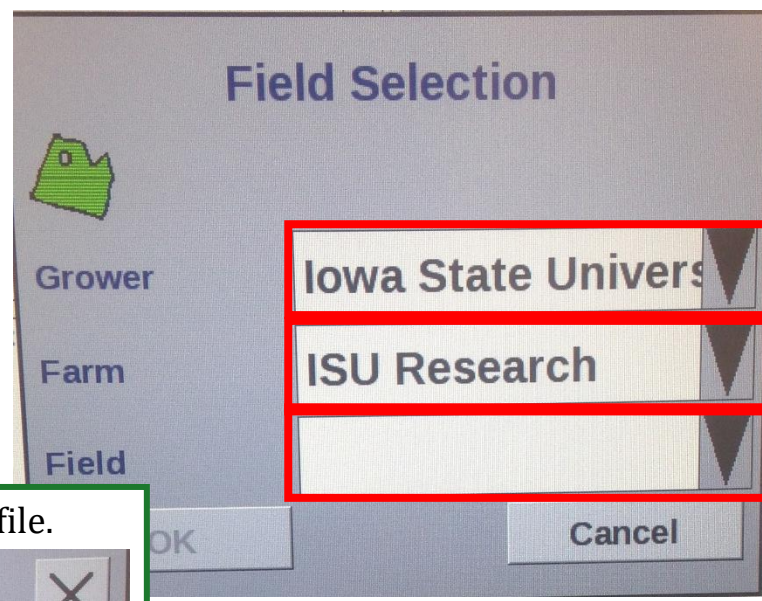 Field Selection
Grower
Iowa State Univers
Farm
ISU Research
Field
file.
OK
Cancel